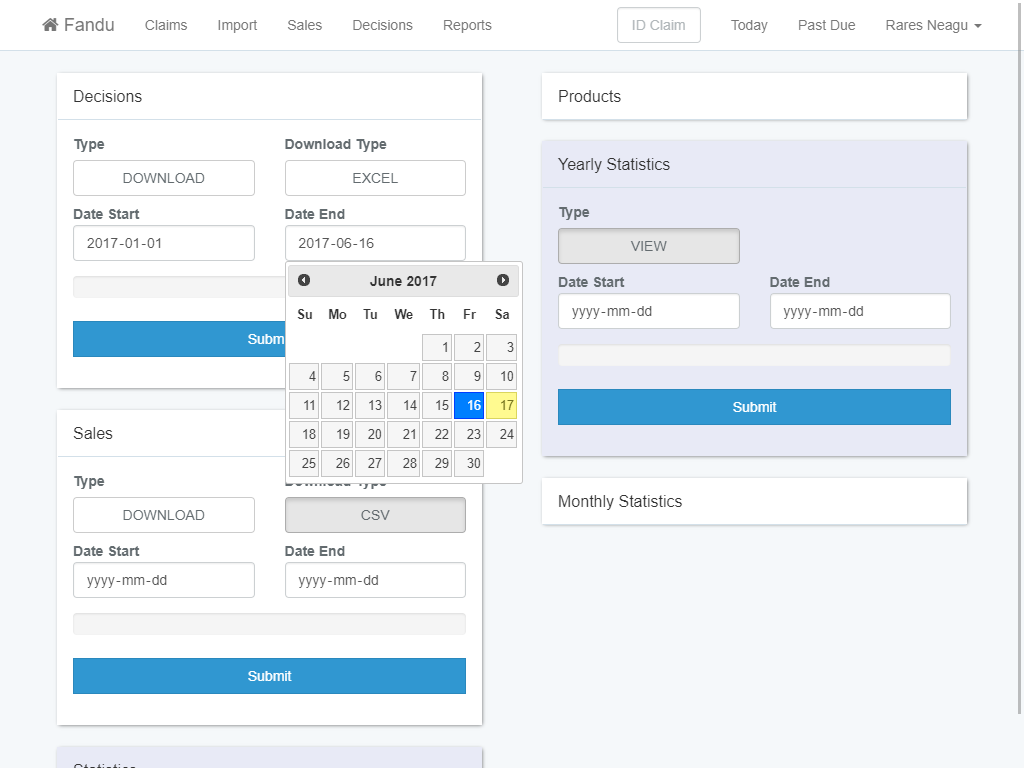 Fandu Claims Import Sales Decisions Reports ID Claim Today Past Due Rares Neagu
Decisions
Type Download Type
DOWNLOAD EXCEL
Date Start Date End
2017-01-01 2017-06-16
June 2017
Su Mo Tu We Th Fr Sa
1 2 3
4 5 6 7 8 9 10
11 12 13 14 15 16 17
18 19 20 21 22 23 24
25 26 27 28 29 30
Subm
Sales
Type Download Type
DOWNLOAD CSV
Date Start Date End
yyyy-mm-dd yyyy-mm-dd
Submit
Statistics
Products
Yearly Statistics
Type
VIEW
Date Start Date End
yyyy-mm-dd yyyy-mm-dd
Submit
Monthly Statistics